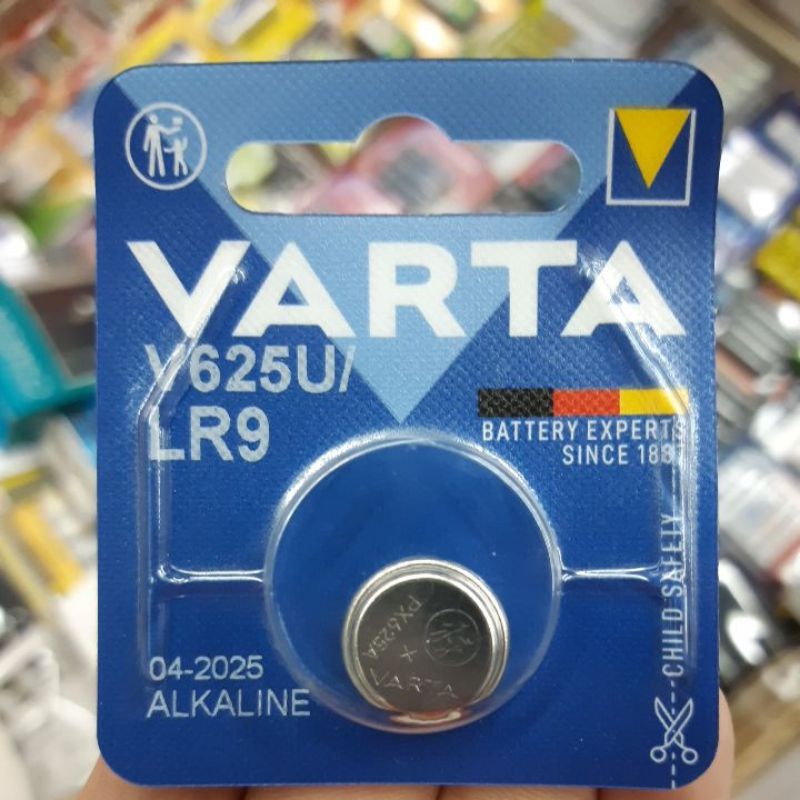 VARTA
V625U/
LR9
BATTERY EXPERTS
SINCE 1887
PX625A
+
VARTA
04-2025
ALKALINE
CHILD SAFETY